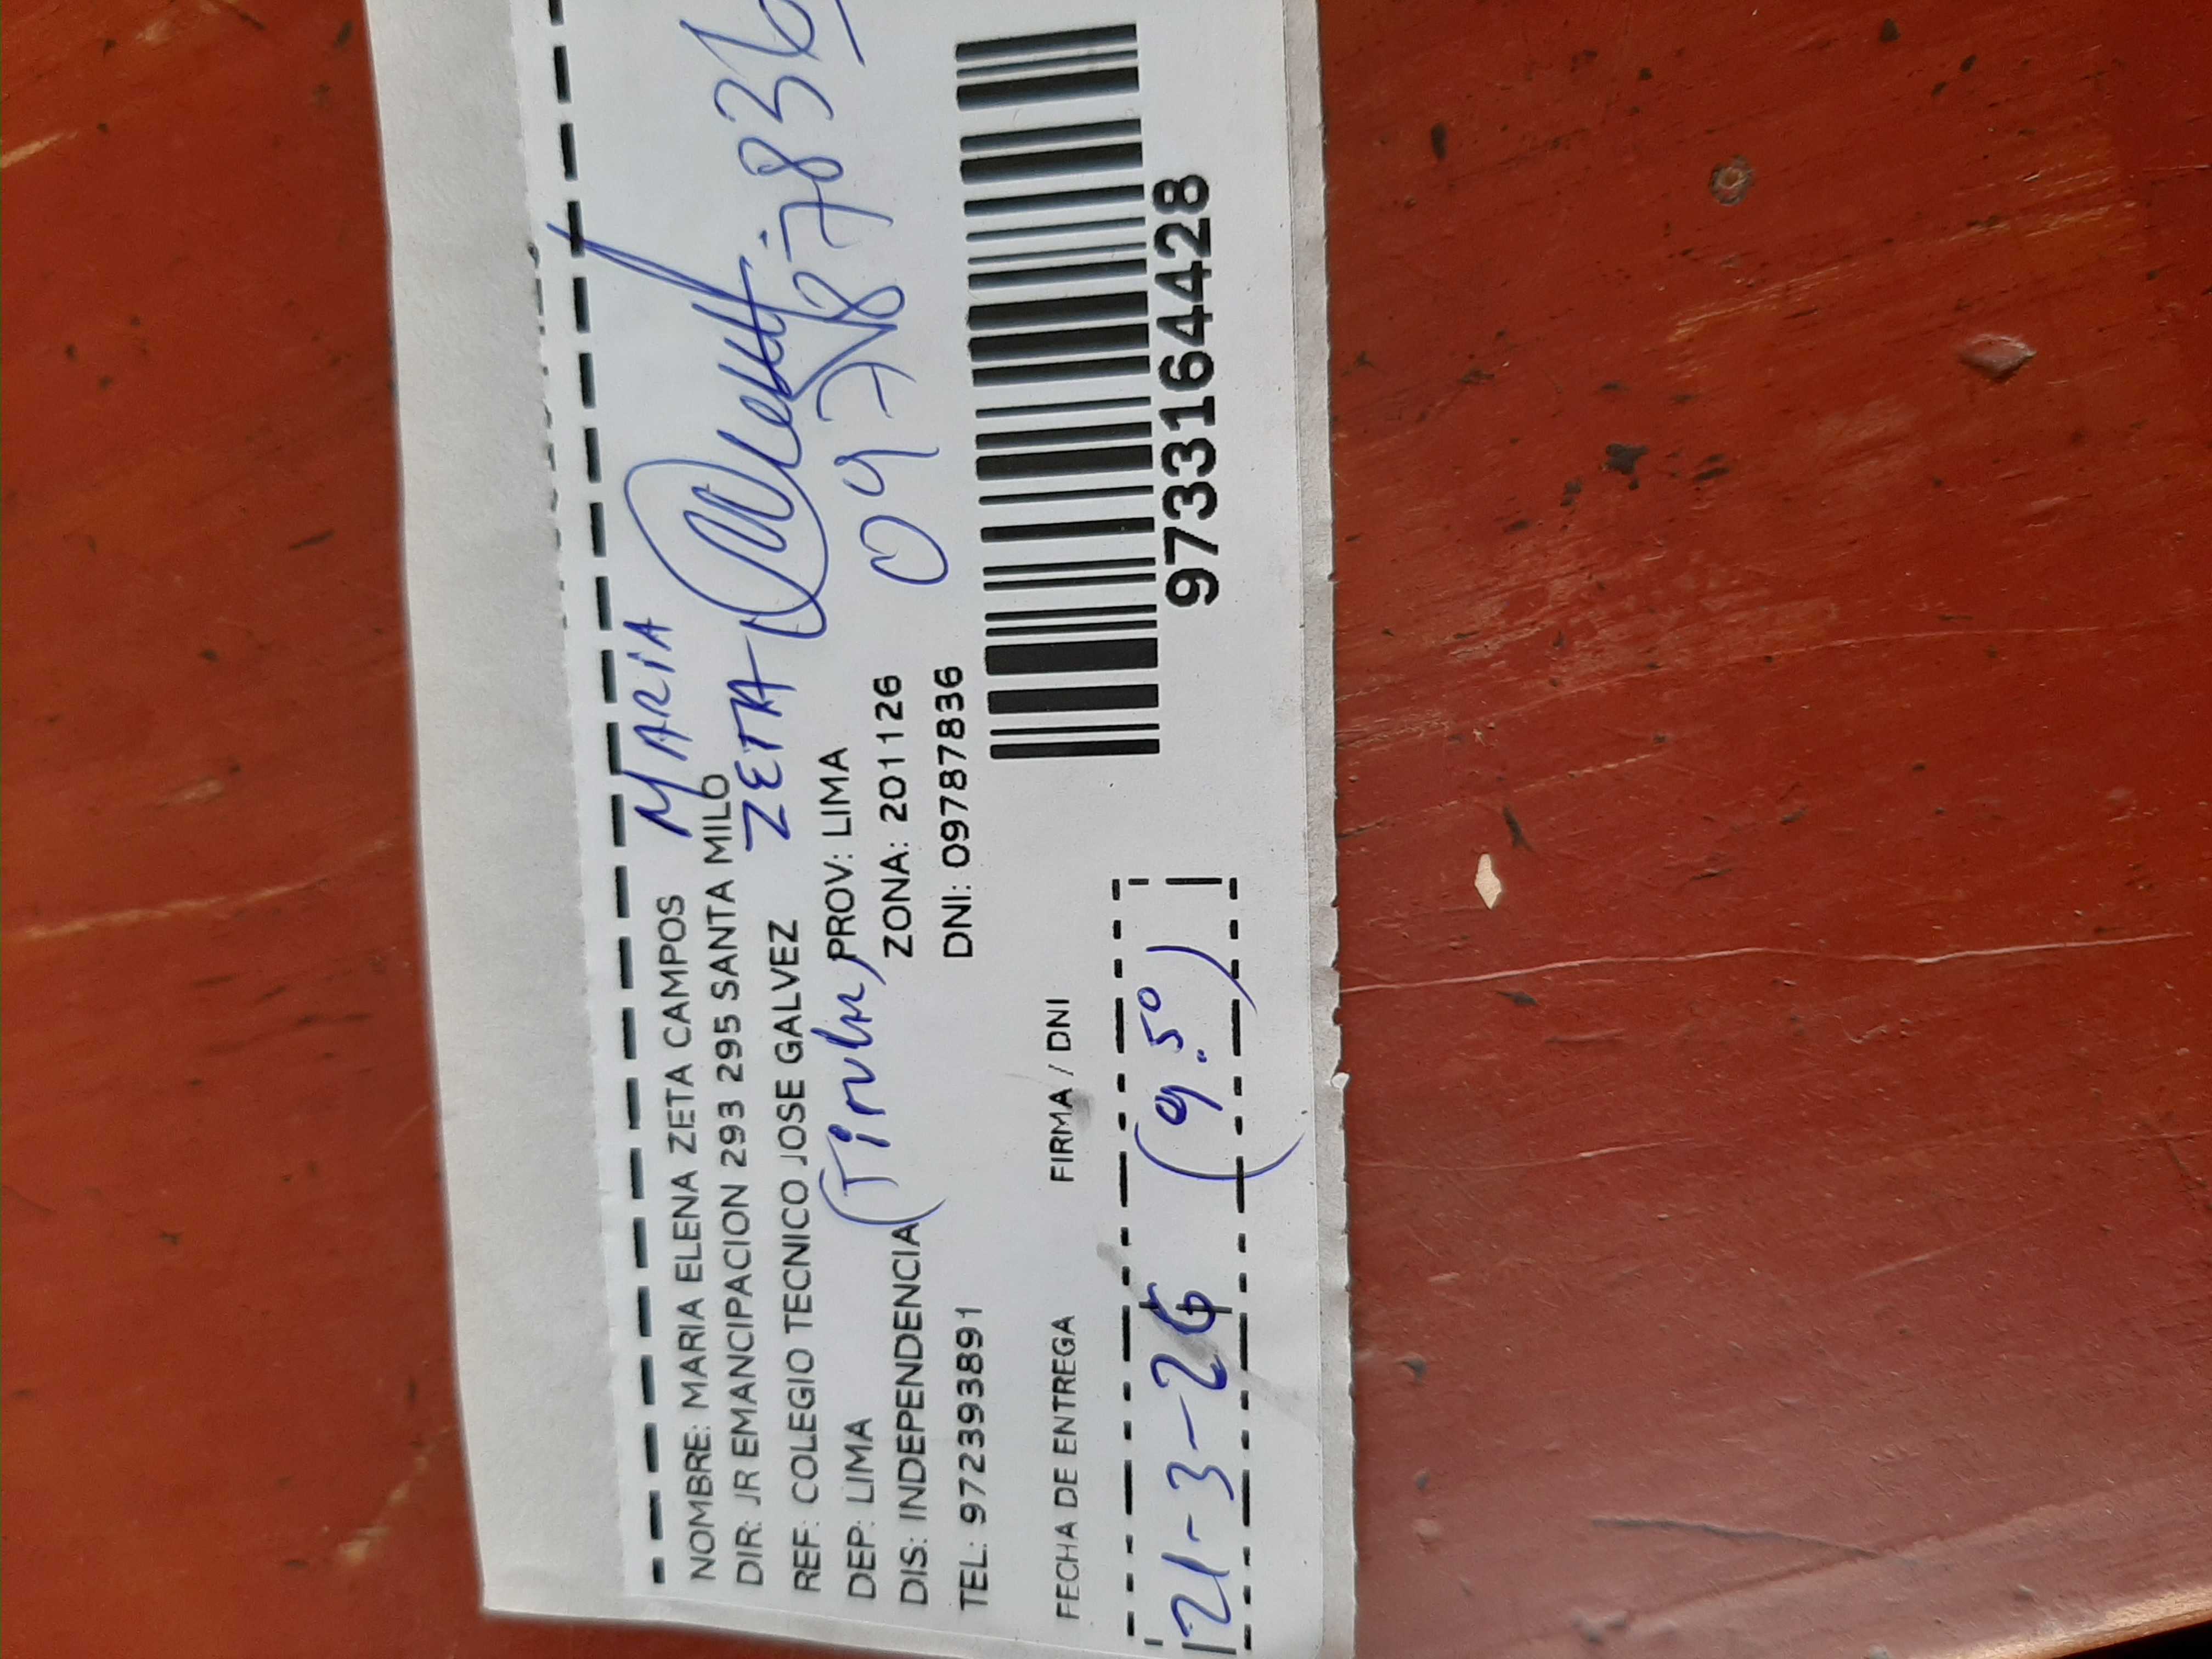 NOMBRE: MARIA ELENA ZETA CAMPOS
MARIA
DIR: JR EMANCIPACION 293 295 SANTA MILO
ZETA
REF: COLEGIO TECNICO JOSE GALVEZ
DEP: LIMA
(Titular)
PROV: LIMA
DIS: INDEPENDENCIA
ZONA: 201126
09787836
TEL: 972393891
DNI: 09787836
FECHA DE ENTREGA
FIRMA / DNI
21-3-26 (9.50)
9733164428